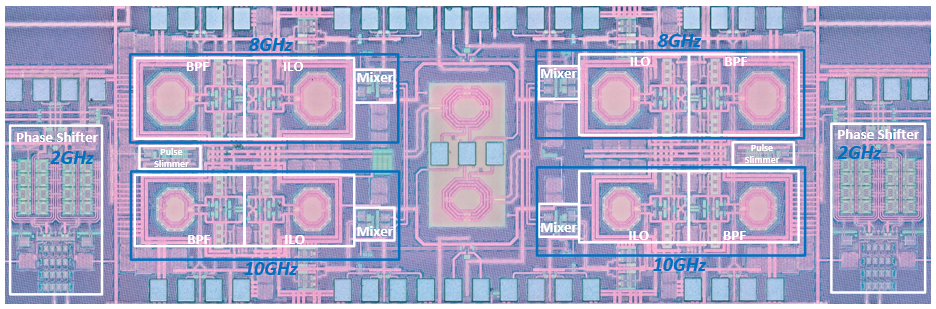 8GHz
BPF
ILO
Mixer
8GHz
ILO
BPF
Mixer
Phase Shifter
2GHz
Pulse
Slimmer
Pulse
Slimmer
Phase Shifter
2GHz
BPF
ILO
Mixer
10GHz
Mixer
ILO
BPF
10GHz